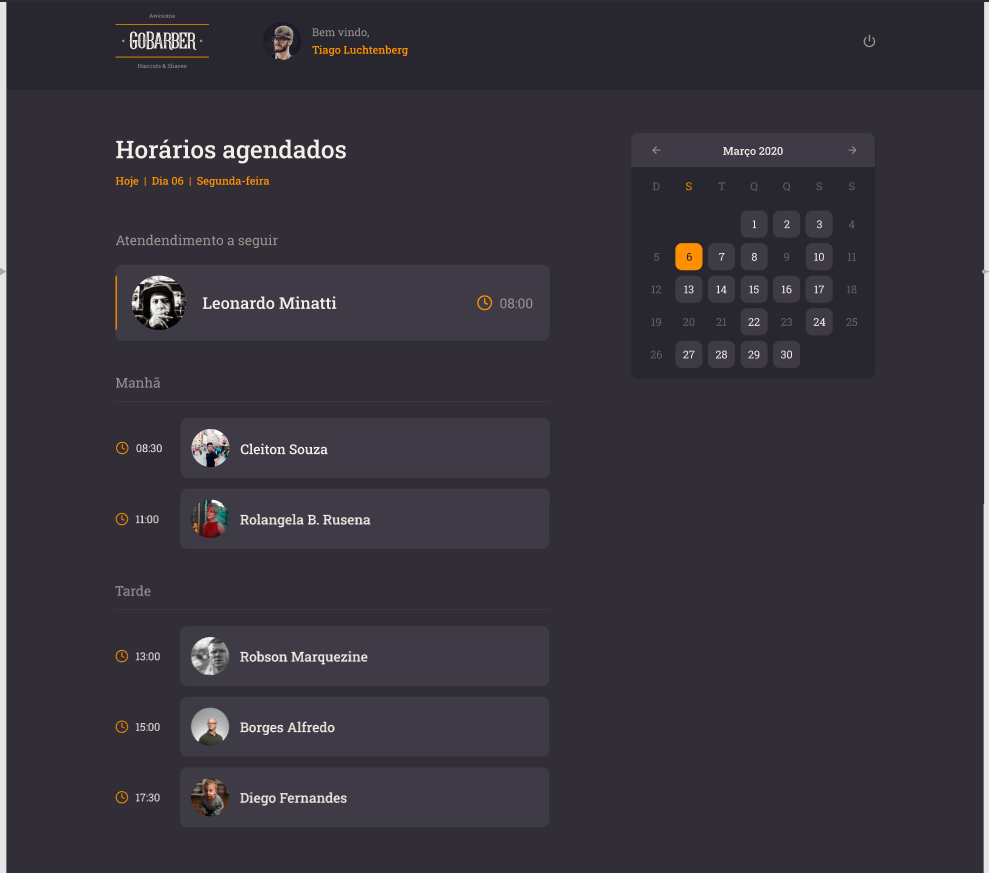 Awesome
· GOBARBER ·
Haircuts & Shaves
Bem vindo,
Tiago Luchtenberg
Horários agendados
Hoje | Dia 06 | Segunda-feira
Atendendimento a seguir
Leonardo Minatti 08:00
Manhã
08:30 Cleiton Souza
11:00 Rolangela B. Rusena
Tarde
13:00 Robson Marquezine
15:00 Borges Alfredo
17:30 Diego Fernandes
Março 2020
D S T Q Q S S
1 2 3 4
5 6 7 8 9 10 11
12 13 14 15 16 17 18
19 20 21 22 23 24 25
26 27 28 29 30